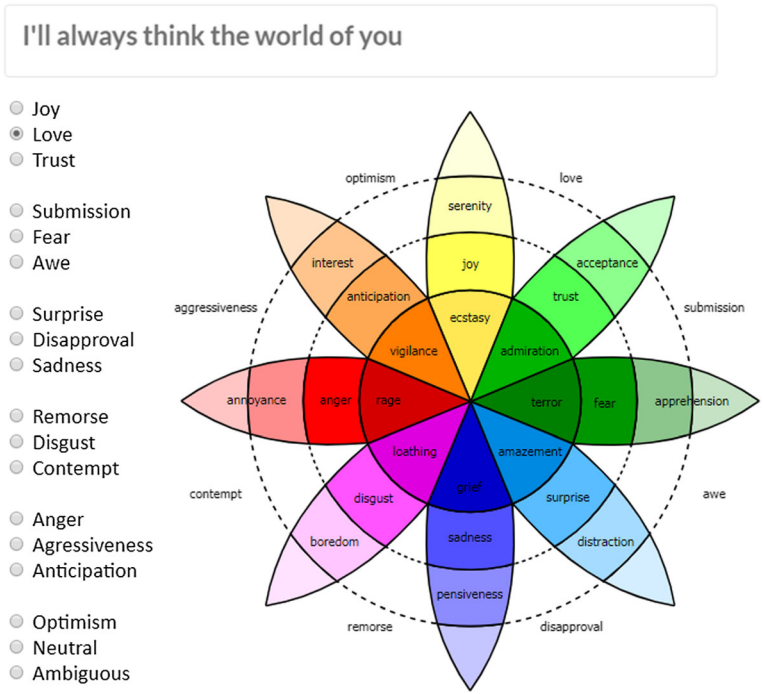 I'll always think the world of you
Joy
Love
Trust
Submission
Fear
Awe
Surprise
Disapproval
Sadness
Remorse
Disgust
Contempt
Anger
Agressiveness
Anticipation
Optimism
Neutral
Ambiguous
optimism
love
serenity
interest
acceptance
joy
anticipation
trust
aggressiveness
submission
ecstasy
vigilance
admiration
annoyance
anger
rage
terror
fear
apprehension
loathing
amazement
grief
contempt
disgust
surprise
awe
boredom
sadness
distraction
pensiveness
remorse
disapproval